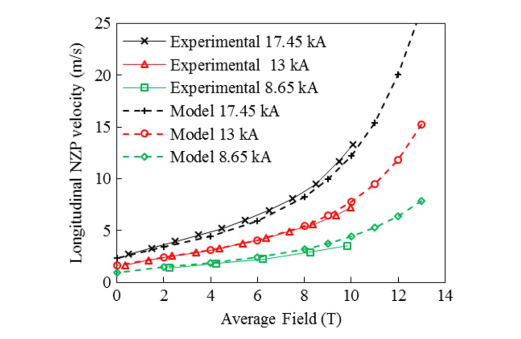 25
20
15
10
5
0
Longitudinal NZP velocity (m/s)
Experimental 17.45 kA
Experimental 13 kA
Experimental 8.65 kA
Model 17.45 kA
Model 13 kA
Model 8.65 kA
0 2 4 6 8 10 12 14
Average Field (T)